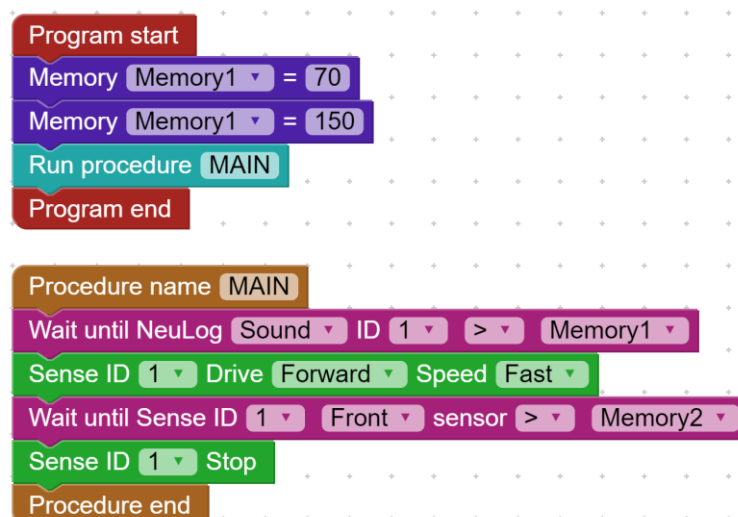 Program start
Memory Memory1 = 70
Memory Memory1 = 150
Run procedure MAIN
Program end
Procedure name MAIN
Wait until NeuLog Sound ID 1 > Memory1
Sense ID 1 Drive Forward Speed Fast
Wait until Sense ID 1 Front sensor > Memory2
Sense ID 1 Stop
Procedure end